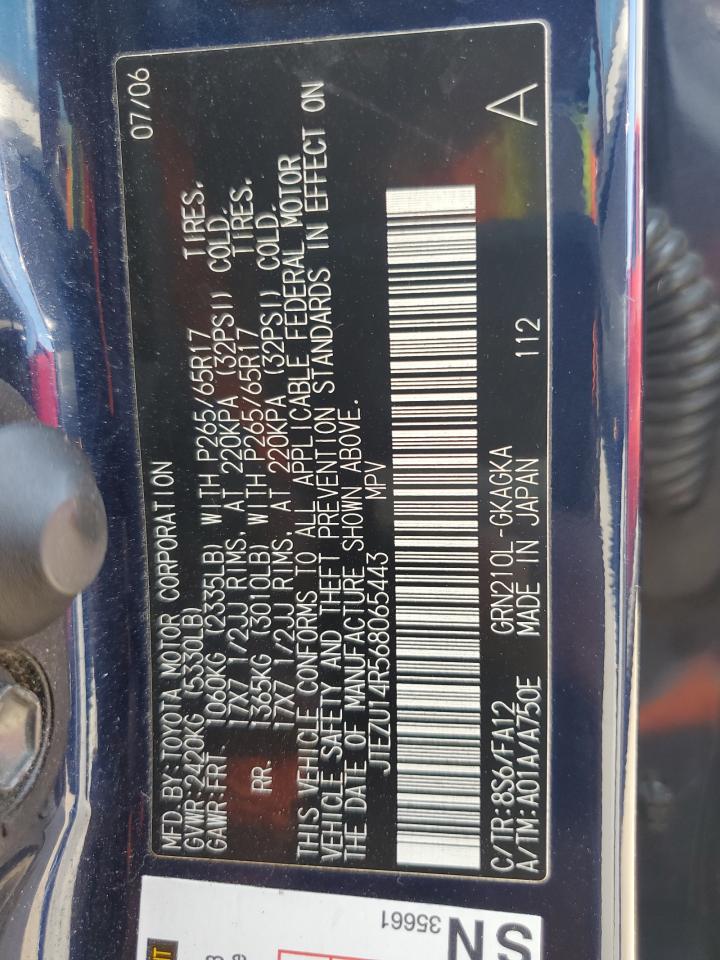 MFD.BY:TOYOTA MOTOR CORPORATION 07/06
GVWR:2420KG (5330LB)
GAWR:FRT. 1060KG (2335LB) WITH P265/65R17 TIRES,
17X7 1/2JJ RIMS, AT 220KPA (32PSI) COLD.
RR. 1365KG (3010LB) WITH P265/65R17 TIRES,
17X7 1/2JJ RIMS, AT 220KPA (32PSI) COLD.
THIS VEHICLE CONFORMS TO ALL APPLICABLE FEDERAL MOTOR
VEHICLE SAFETY AND THEFT PREVENTION STANDARDS IN EFFECT ON
THE DATE OF MANUFACTURE SHOWN ABOVE.
JTEZU14R568065443 MPV
C/TR:8S6/FA12 GRN210L-GKAGKA 112
A/TM:A01A/A750E MADE IN JAPAN A
35661
SN